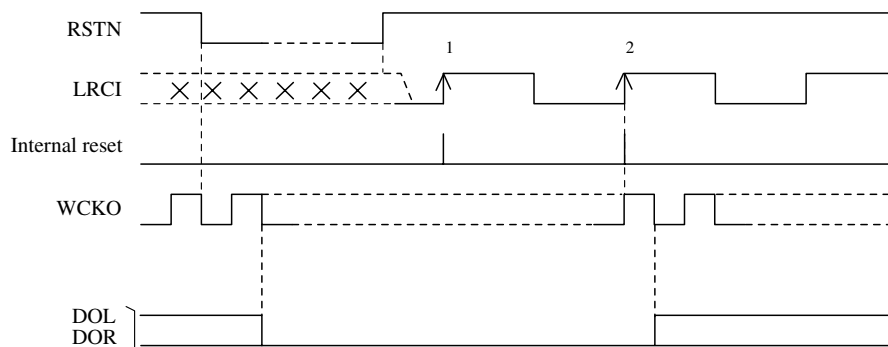 RSTN
1
2
LRCI
Internal reset
WCKO
DOL
DOR